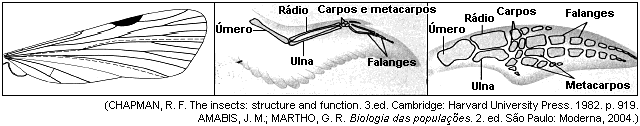 Rádio
Carpos e metacarpos
Úmero
Ulna
Falanges
Úmero
Rádio
Carpos
Falanges
Ulna
Metacarpos
(CHAPMAN, R. F. The insects: structure and function. 3.ed. Cambridge: Harvard University Press. 1982. p. 919.
AMABIS, J. M.; MARTHO, G. R. Biologia das populações. 2. ed. São Paulo: Moderna, 2004.)